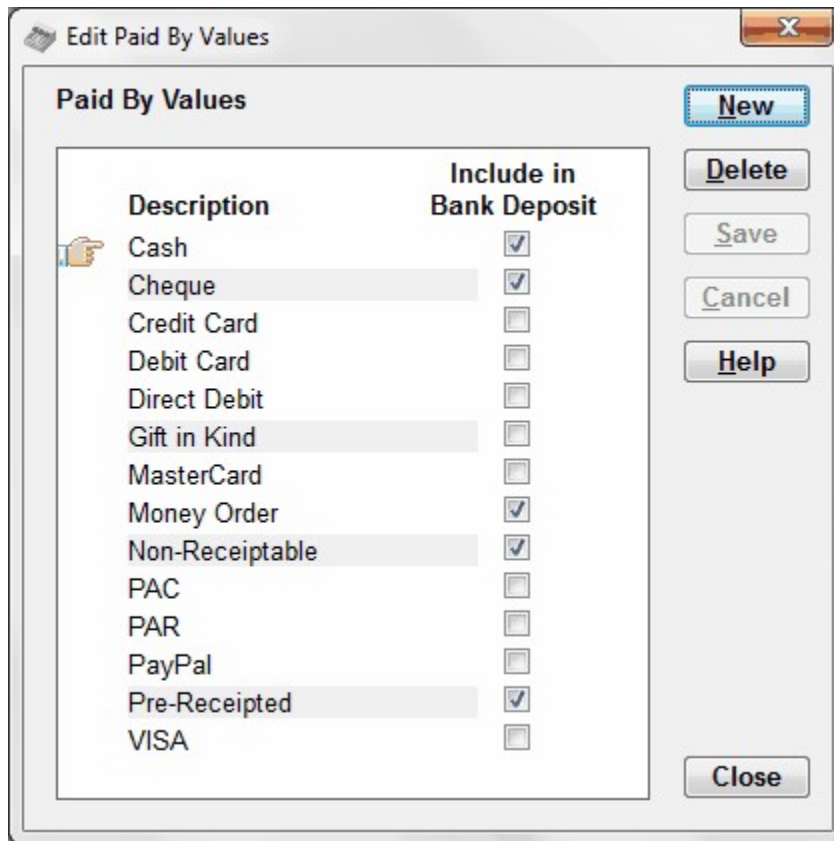 Edit Paid By Values
Paid By Values
New
Include in
Bank Deposit
Description
Delete
Cash
Save
Cheque
Cancel
Credit Card
Debit Card
Help
Direct Debit
Gift in Kind
MasterCard
Money Order
Non-Receiptable
PAC
PAR
PayPal
Pre-Receipted
VISA
Close